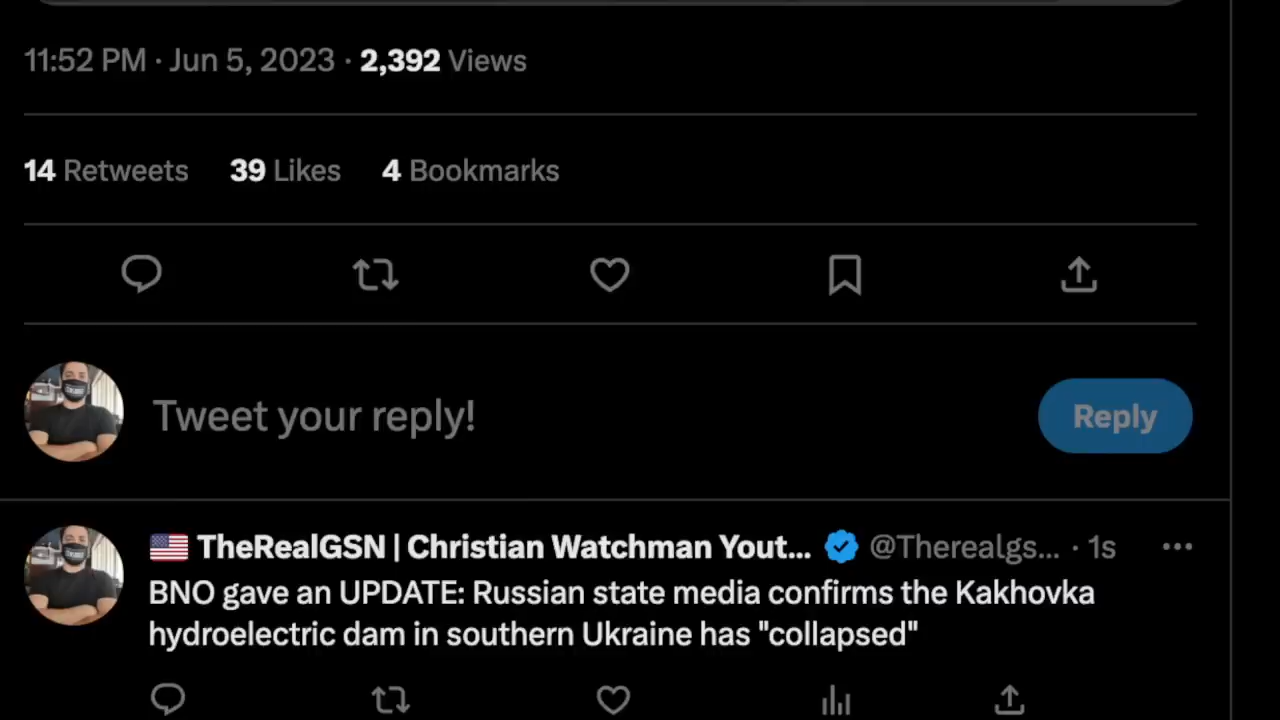 11:52 PM · Jun 5, 2023 · 2,392 Views
14 Retweets 39 Likes 4 Bookmarks
Tweet your reply!
Reply
TheRealGSN | Christian Watchman Yout... @Therealgs... · 1s
BNO gave an UPDATE: Russian state media confirms the Kakhovka
hydroelectric dam in southern Ukraine has "collapsed"